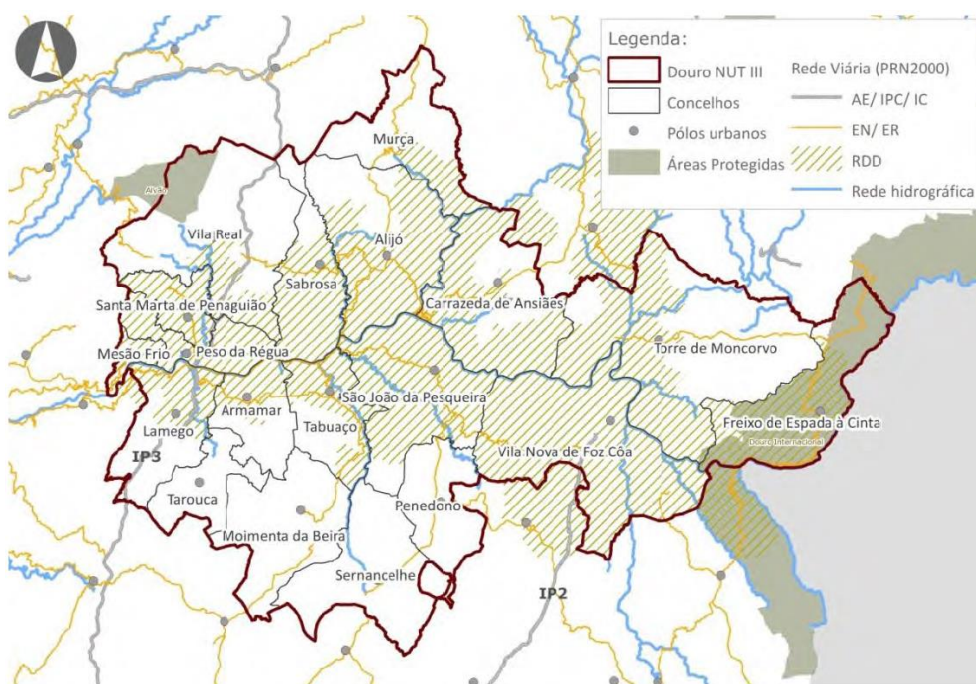 Legenda:
Douro NUT III
Concelhos
Pólos urbanos
Áreas Protegidas
Rede Viária (PRN2000)
AE/ IPC/ IC
EN/ ER
RDD
Rede hidrográfica
Murça
Alvão
Vila Real
Alijó
Sabrosa
Carrazeda de Ansiães
Santa Marta de Penaguião
Mesão Frio
Peso da Régua
Torre de Moncorvo
São João da Pesqueira
Armamar
Tabuaço
Lamego
Freixo de Espada à Cinta
Douro Internacional
Vila Nova de Foz Côa
IP3
Tarouca
Penedono
Moimenta da Beira
Sernancelhe
IP2